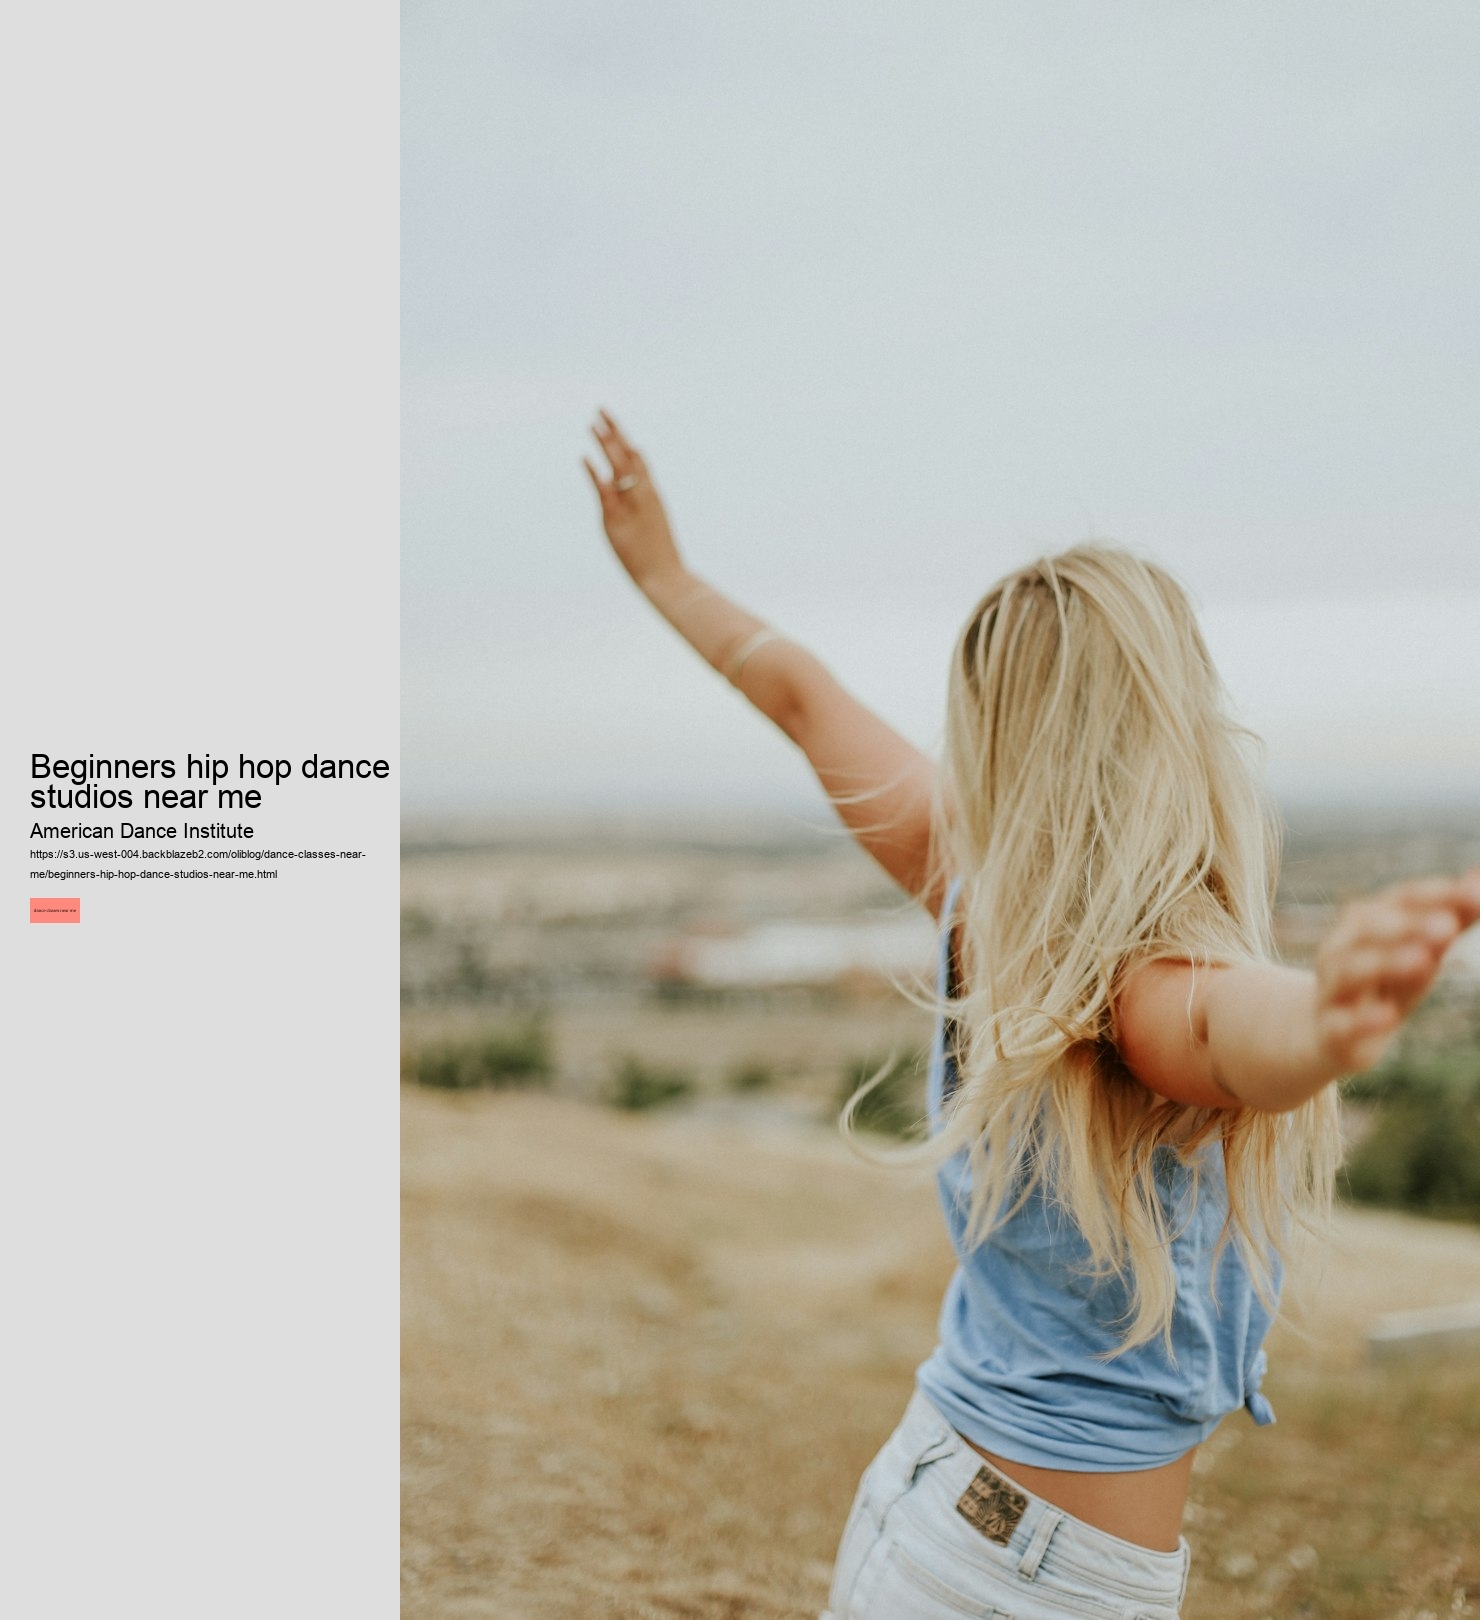 Beginners hip hop dance
studios near me
American Dance Institute
https://s3.us-west-004.backblazeb2.com/oliblog/dance-classes-near-
me/beginners-hip-hop-dance-studios-near-me.html
dance classes near me